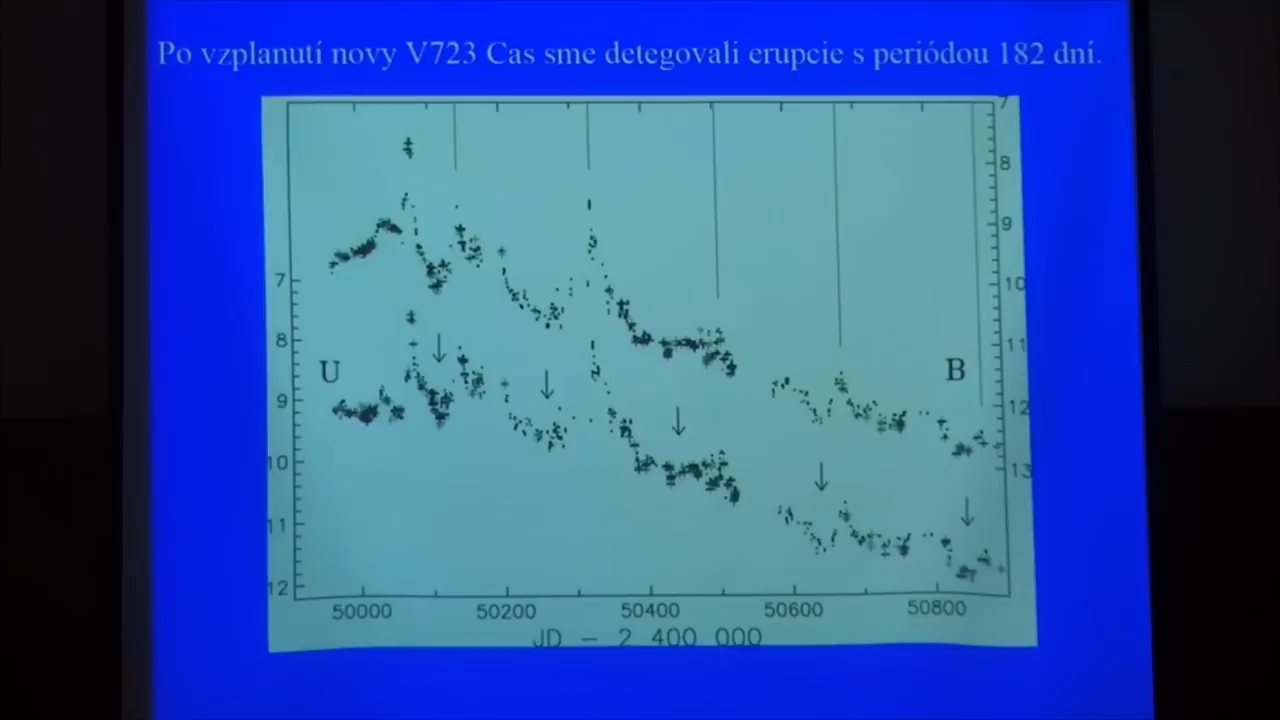 Po vzplanutí novy V723 Cas sme detegovali erupcie s periódou 182 dní.
7
8
9
10
11
12
13
7
8
9
10
11
12
U
B
50000 50200 50400 50600 50800
JD – 2 400 000